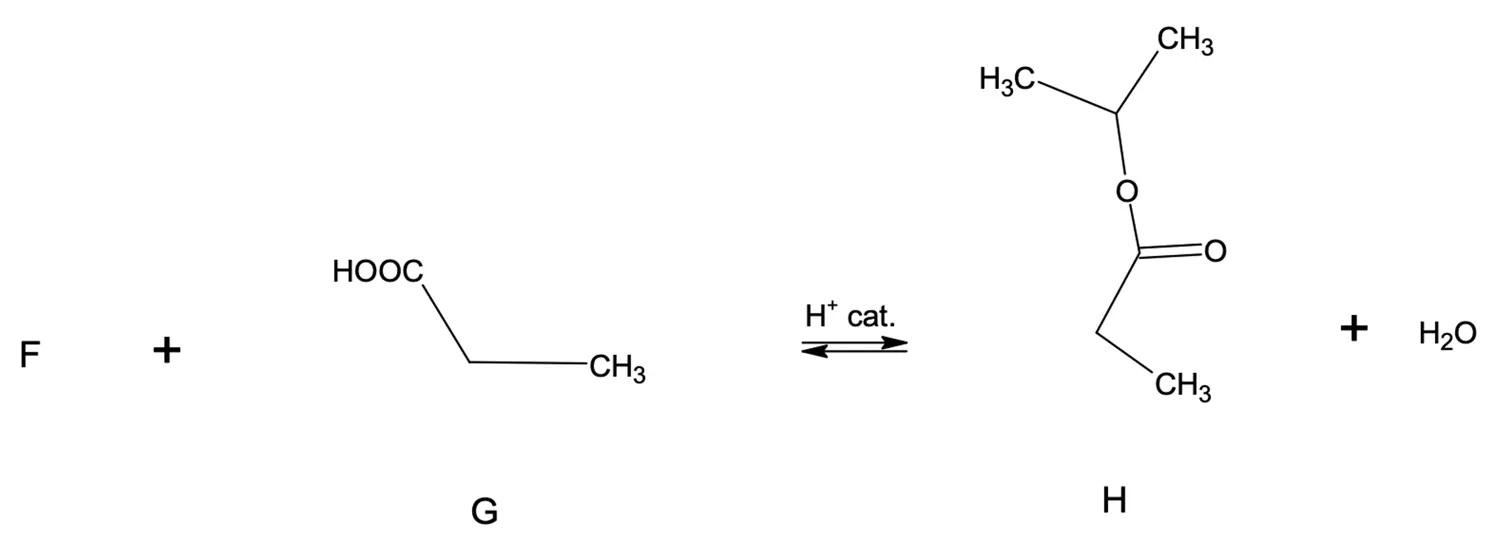 F + HOOC CH₃ H⁺ cat. H₃C CH₃ O O CH₃ + H₂O
G H